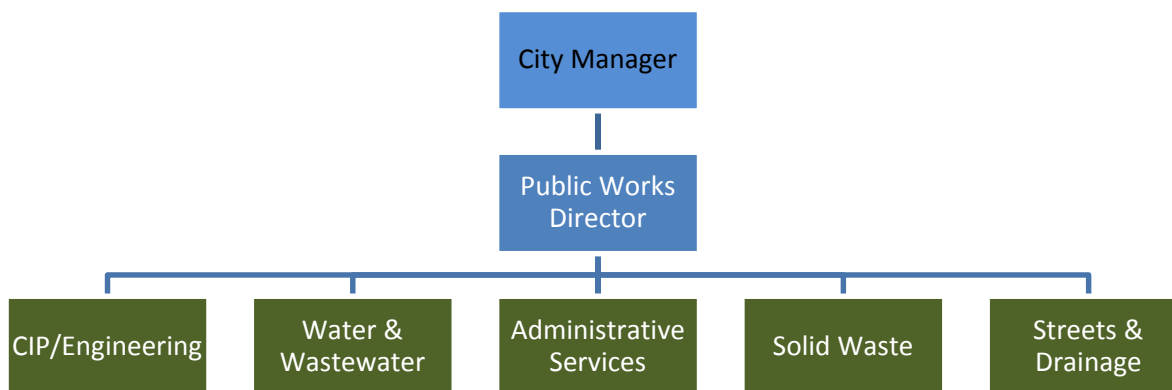 City Manager
Public Works
Director
CIP/Engineering
Water &
Wastewater
Administrative
Services
Solid Waste
Streets &
Drainage